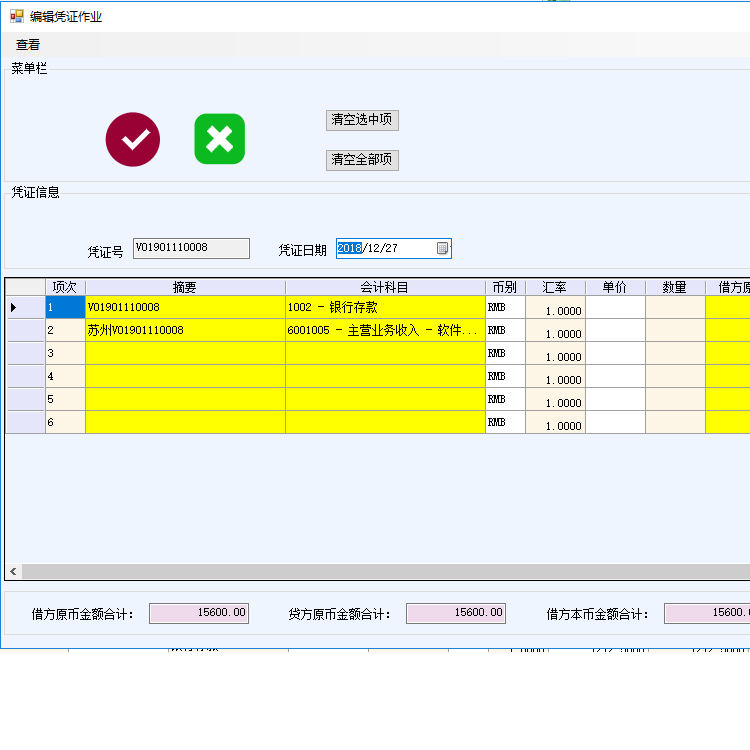 编辑凭证作业
查看
菜单栏
清空选中项
清空全部项
凭证信息
凭证号 V01901110008 凭证日期 2018/12/27
项次 摘要 会计科目 币别 汇率 单价 数量 借方原
1 V01901110008 1002 - 银行存款 RMB 1.0000
2 苏州V01901110008 6001005 - 主营业务收入 - 软件... RMB 1.0000
3 RMB 1.0000
4 RMB 1.0000
5 RMB 1.0000
6 RMB 1.0000
借方原币金额合计： 15600.00 贷方原币金额合计： 15600.00 借方本币金额合计： 15600.